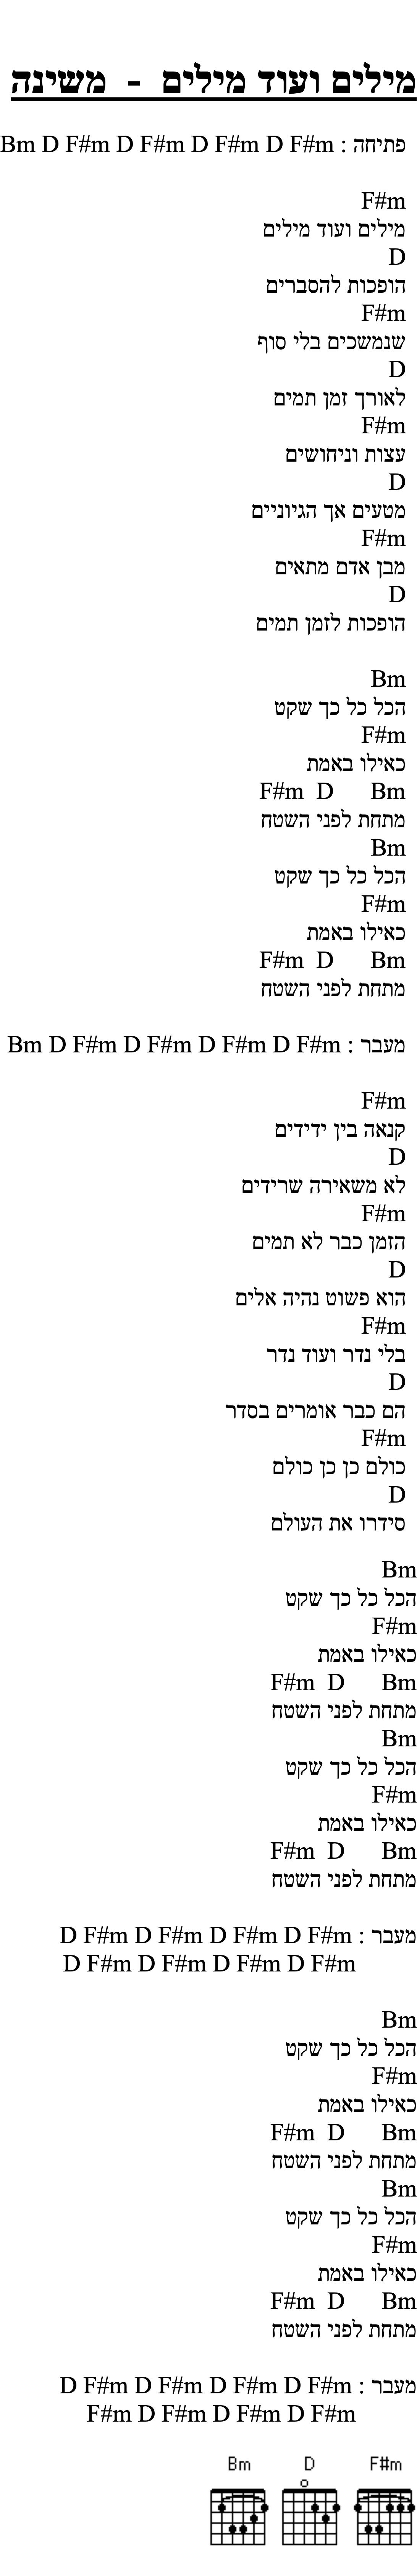 מילים ועוד מילים - משינה
פתיחה : Bm D F#m D F#m D F#m D F#m
F#m
מילים ועוד מילים
D
הופכות להסברים
F#m
שנמשכים בלי סוף
D
לאורך זמן תמים
F#m
עצות וניחושים
D
מטעים אך הגיוניים
F#m
מבן אדם מתאים
D
הופכות לזמן תמים
Bm
הכל כל כך שקט
F#m
כאילו באמת
F#m D Bm
מתחת לפני השטח
Bm
הכל כל כך שקט
F#m
כאילו באמת
F#m D Bm
מתחת לפני השטח
מעבר : Bm D F#m D F#m D F#m D F#m
F#m
קנאה בין ידידים
D
לא משאירה שרידים
F#m
הזמן כבר לא תמים
D
הוא פשוט נהיה אלים
F#m
בלי נדר ועוד נדר
D
הם כבר אומרים בסדר
F#m
כולם כן כן כולם
D
סידרו את העולם
Bm
הכל כל כך שקט
F#m
כאילו באמת
F#m D Bm
מתחת לפני השטח
Bm
הכל כל כך שקט
F#m
כאילו באמת
F#m D Bm
מתחת לפני השטח
מעבר : D F#m D F#m D F#m D F#m
D F#m D F#m D F#m D F#m
Bm
הכל כל כך שקט
F#m
כאילו באמת
F#m D Bm
מתחת לפני השטח
Bm
הכל כל כך שקט
F#m
כאילו באמת
F#m D Bm
מתחת לפני השטח
מעבר : D F#m D F#m D F#m D F#m
F#m D F#m D F#m D F#m
Bm D F#m